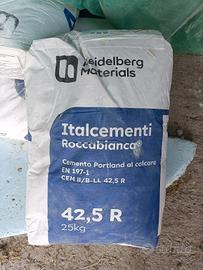 Heidelberg
Materials
Italcementi
Roccabianca
Cemento Portland al calcare
EN 197-1
CEM II/B-LL 42,5 R
42,5 R
25kg